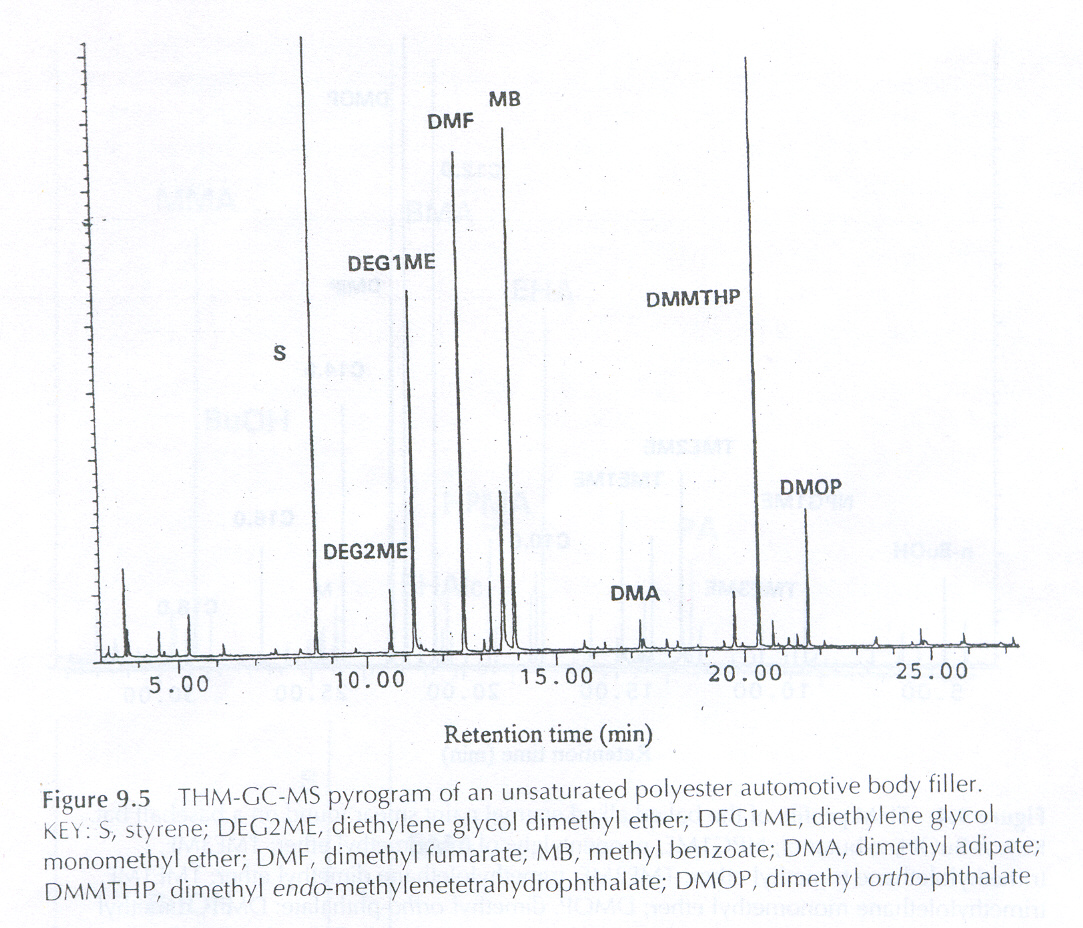 MB
DMF
DEG1ME
DMMTHP
S
DMOP
DEG2ME
DMA
5.00 10.00 15.00 20.00 25.00
Retention time (min)
Figure 9.5 THM-GC-MS pyrogram of an unsaturated polyester automotive body filler.
KEY: S, styrene; DEG2ME, diethylene glycol dimethyl ether; DEG1ME, diethylene glycol
monomethyl ether; DMF, dimethyl fumarate; MB, methyl benzoate; DMA, dimethyl adipate;
DMMTHP, dimethyl endo-methylenetetrahydrophthalate; DMOP, dimethyl ortho-phthalate